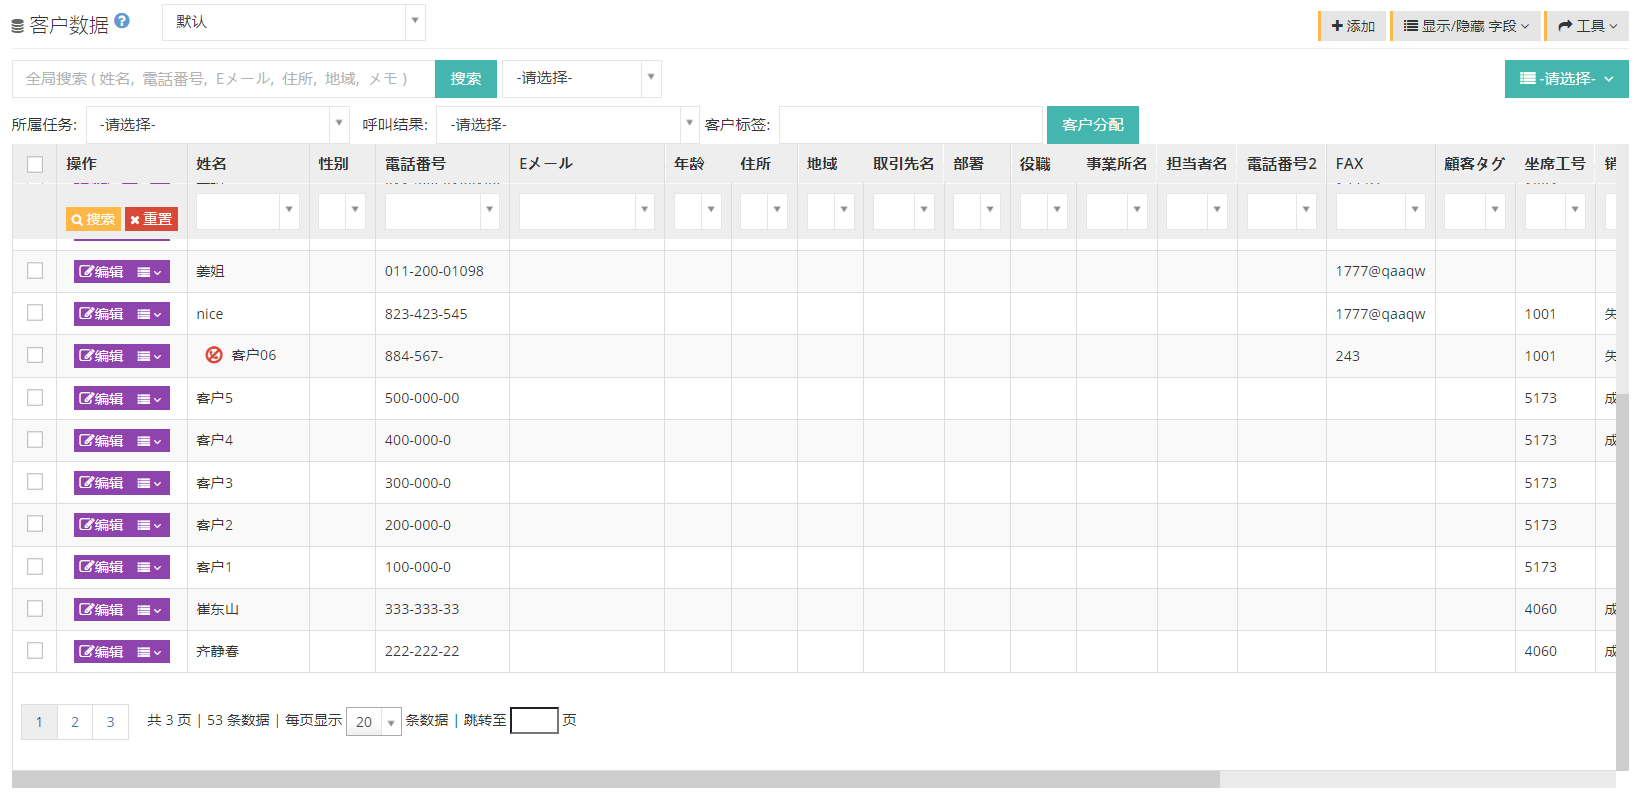 客户数据 默认 添加 显示/隐藏 字段 工具
全局搜索 ( 姓名, 電話番号, Eメール, 住所, 地域, メモ ) 搜索 -请选择- -请选择-
所属任务: -请选择- 呼叫结果: -请选择- 客户标签: 客户分配
操作 姓名 性别 電話番号 Eメール 年龄 住所 地域 取引先名 部署 役職 事業所名 担当者名 電話番号2 FAX 顧客タグ 坐席工号 销
搜索 重置
编辑 姜姐 011-200-01098 1777@qaaqw
编辑 nice 823-423-545 1777@qaaqw 1001 失
编辑 客户06 884-567- 243 1001 失
编辑 客户5 500-000-00 5173 成
编辑 客户4 400-000-0 5173 成
编辑 客户3 300-000-0 5173
编辑 客户2 200-000-0 5173
编辑 客户1 100-000-0 5173
编辑 崔东山 333-333-33 4060 成
编辑 齐静春 222-222-22 4060 成
1 2 3 共 3 页 | 53 条数据 | 每页显示 20 条数据 | 跳转至 页